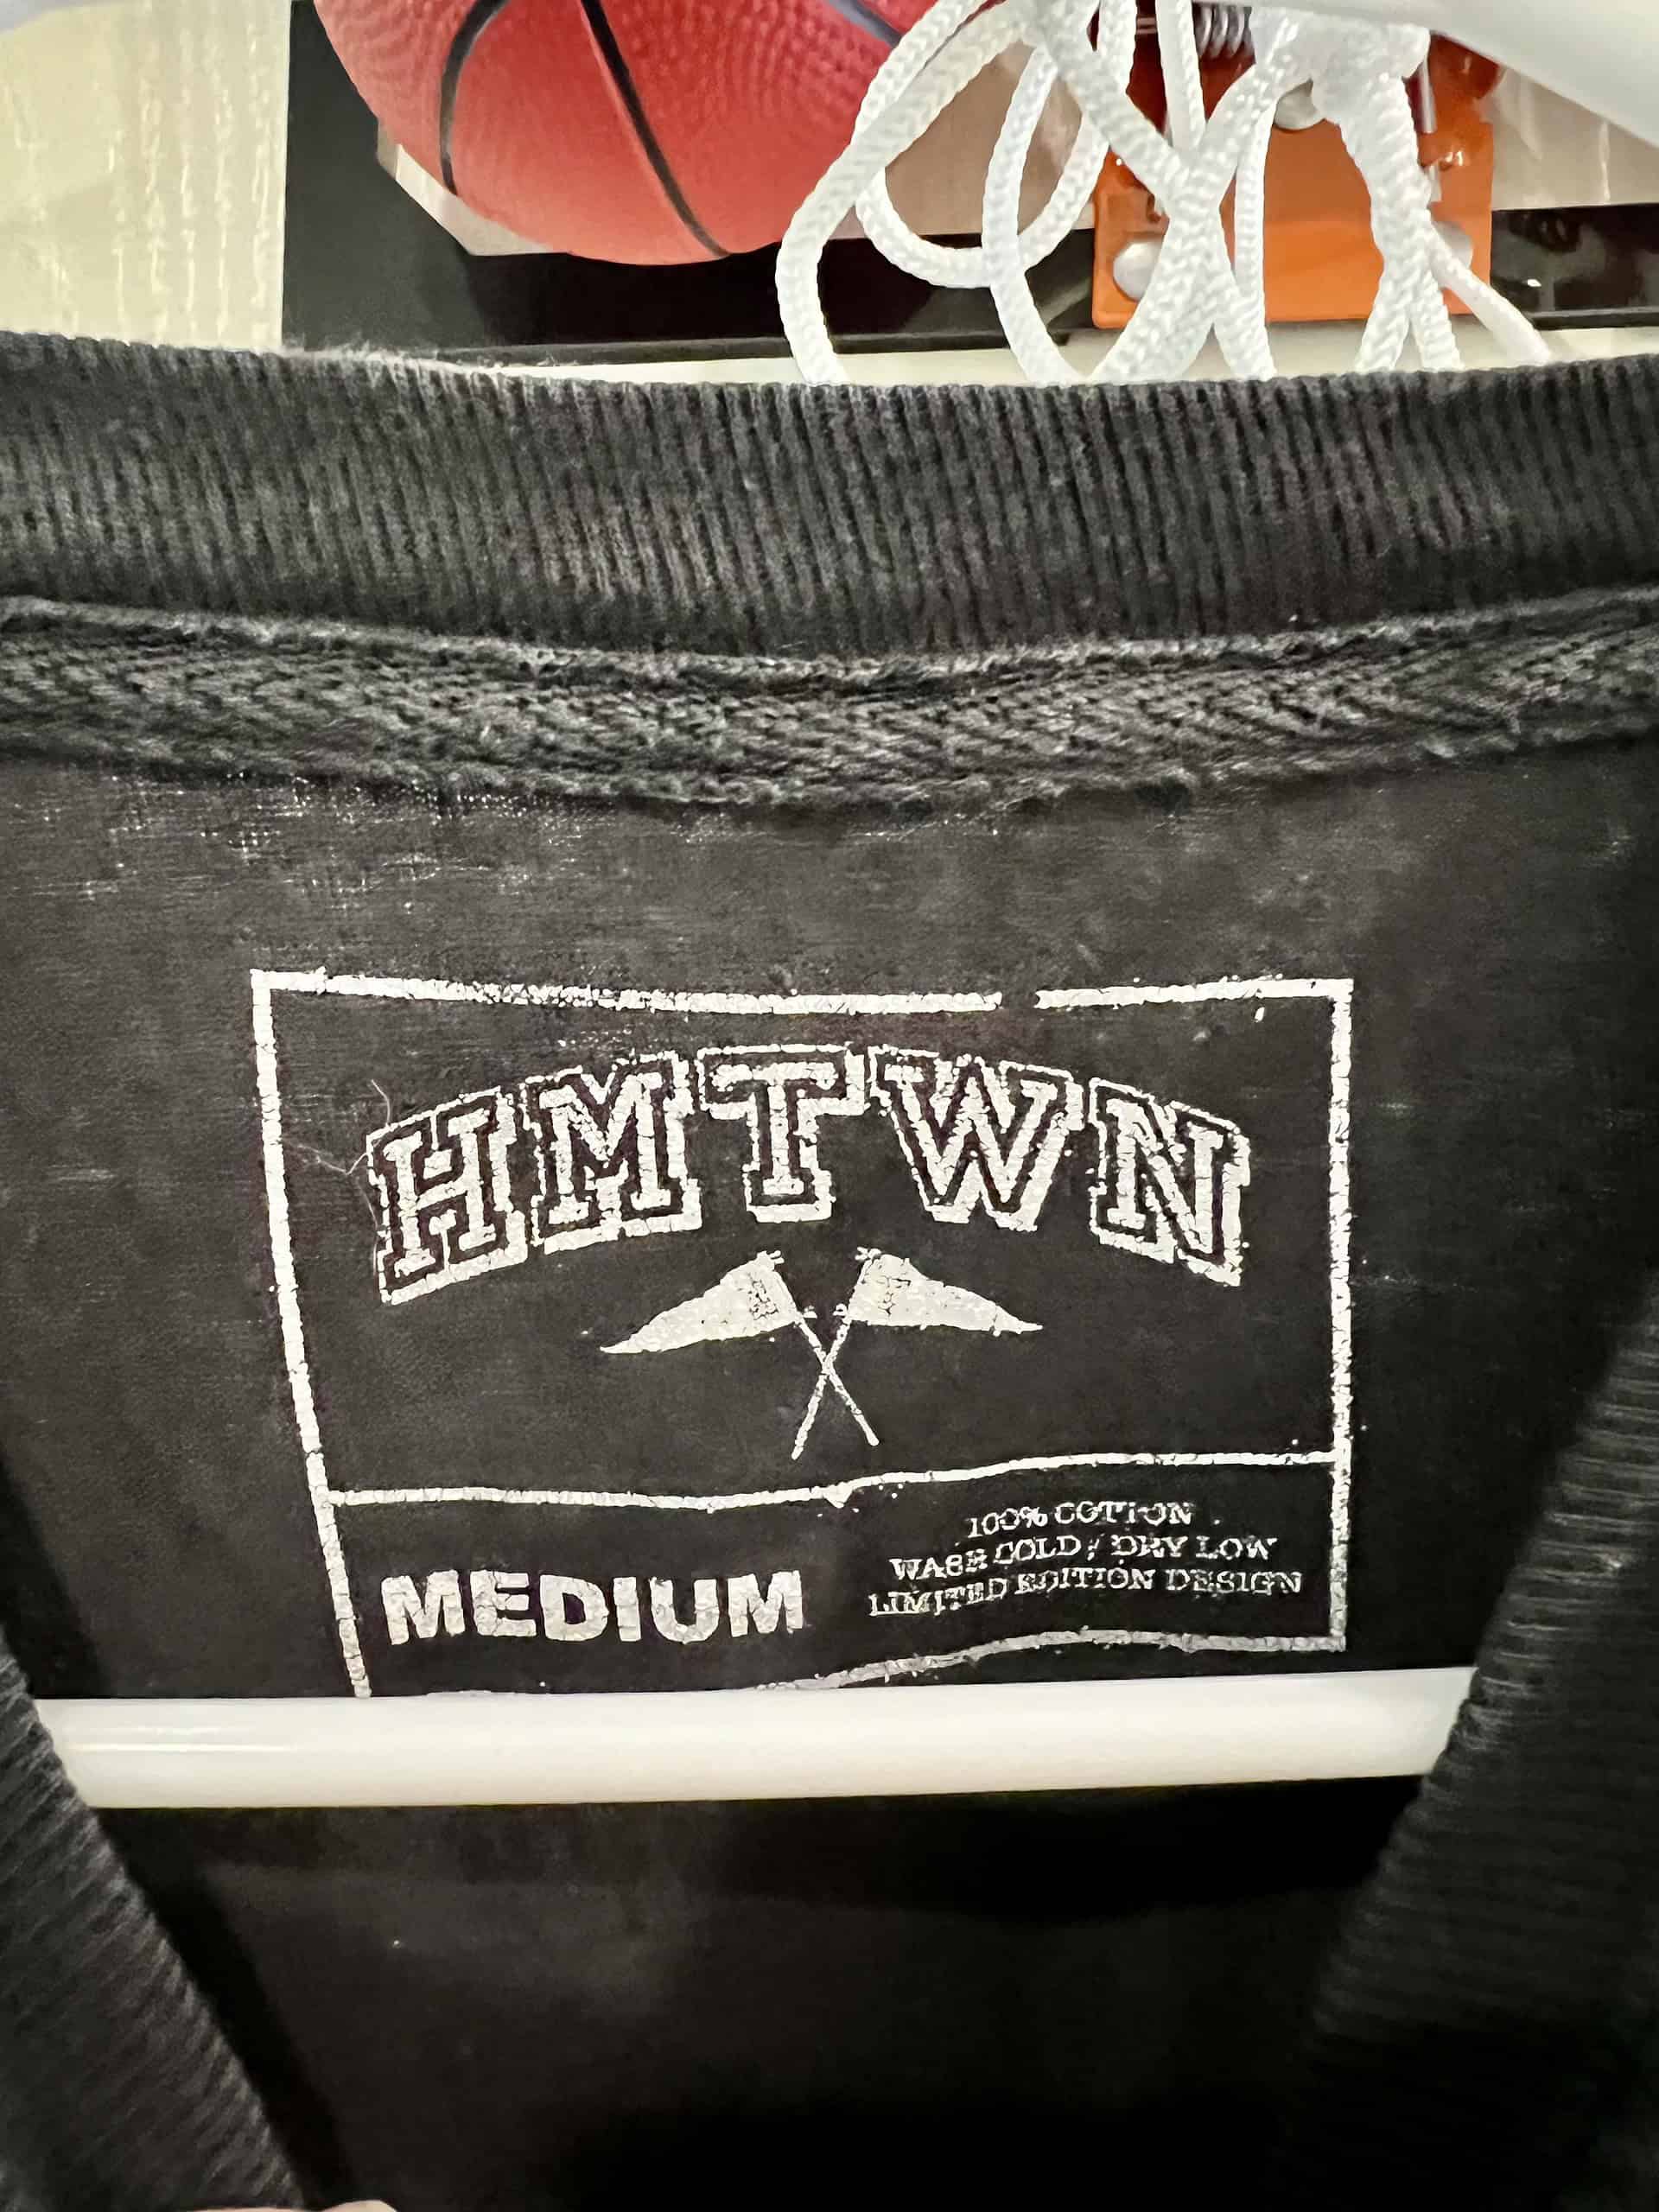 HMTWN
MEDIUM
100% COTTON
WASH COLD / DRY LOW
LIMITED EDITION DESIGN